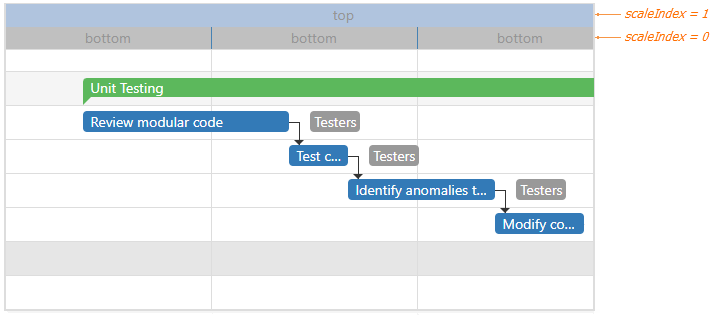 top
scaleIndex = 1
bottom bottom bottom
scaleIndex = 0
Unit Testing
Review modular code Testers
Test c... Testers
Identify anomalies t... Testers
Modify co...